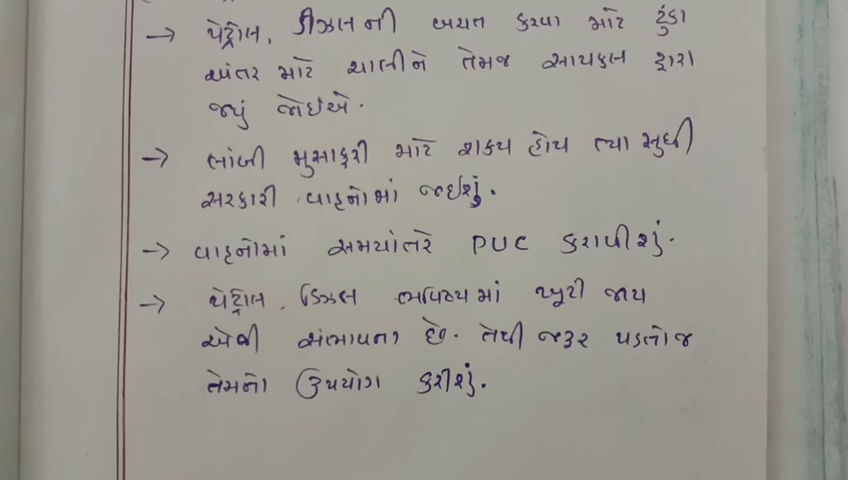 → પેટ્રોલ, ડીઝલની બચત કરવા માટે ટુંકા
અંતર માટે ચાલીને તેમજ સાયકલ દ્વારા
જવું જોઈએ.
→ લાંબી મુસાફરી માટે શક્ય હોય ત્યા સુધી
સરકારી વાહનોમાં જઈશું.
→ વાહનોમાં સમયાંતરે PUC કરાવીશું.
→ પેટ્રોલ, ડિઝલ ભવિષ્યમાં ખૂટી જાય
એવી સંભાવના છે. તેથી જરૂર પડતોજ
તેમનો ઉપયોગ કરીશું.